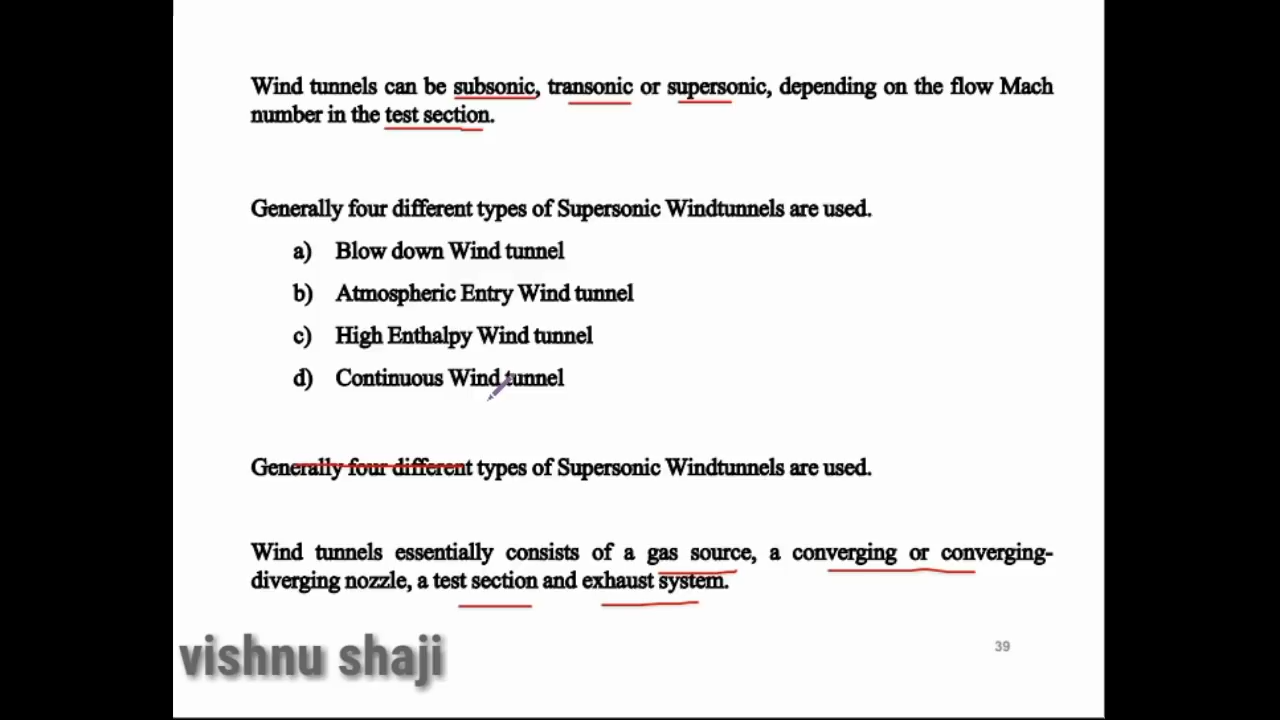 Wind tunnels can be subsonic, transonic or supersonic, depending on the flow Mach
number in the test section.
Generally four different types of Supersonic Windtunnels are used.
a) Blow down Wind tunnel
b) Atmospheric Entry Wind tunnel
c) High Enthalpy Wind tunnel
d) Continuous Wind tunnel
Generally four different types of Supersonic Windtunnels are used.
Wind tunnels essentially consists of a gas source, a converging or converging-
diverging nozzle, a test section and exhaust system.
vishnu shaji
39